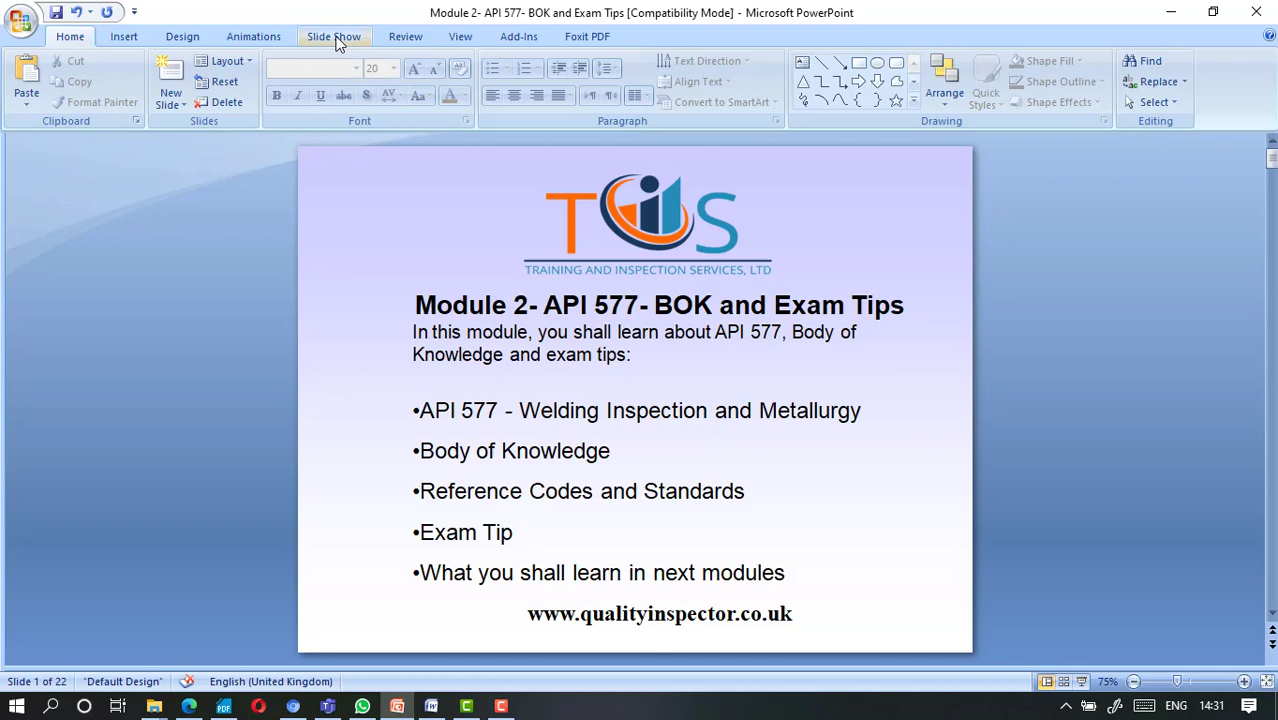 Module 2- API 577- BOK and Exam Tips [Compatibility Mode] - Microsoft PowerPoint
Home Insert Design Animations Slide Show Review View Add-Ins Foxit PDF
Paste Cut Copy Format Painter Clipboard
New Slide Layout Reset Delete Slides
20 A A Aa
B I U abc S AV Aa A Font
Text Direction Align Text Convert to SmartArt Paragraph
Arrange Quick Styles Shape Fill Shape Outline Shape Effects Drawing
Find Replace Select Editing
TIS
TRAINING AND INSPECTION SERVICES, LTD
Module 2- API 577- BOK and Exam Tips
In this module, you shall learn about API 577, Body of
Knowledge and exam tips:
•API 577 - Welding Inspection and Metallurgy
•Body of Knowledge
•Reference Codes and Standards
•Exam Tip
•What you shall learn in next modules
www.qualityinspector.co.uk
Slide 1 of 22 "Default Design" English (United Kingdom) 75%
ENG 14:31